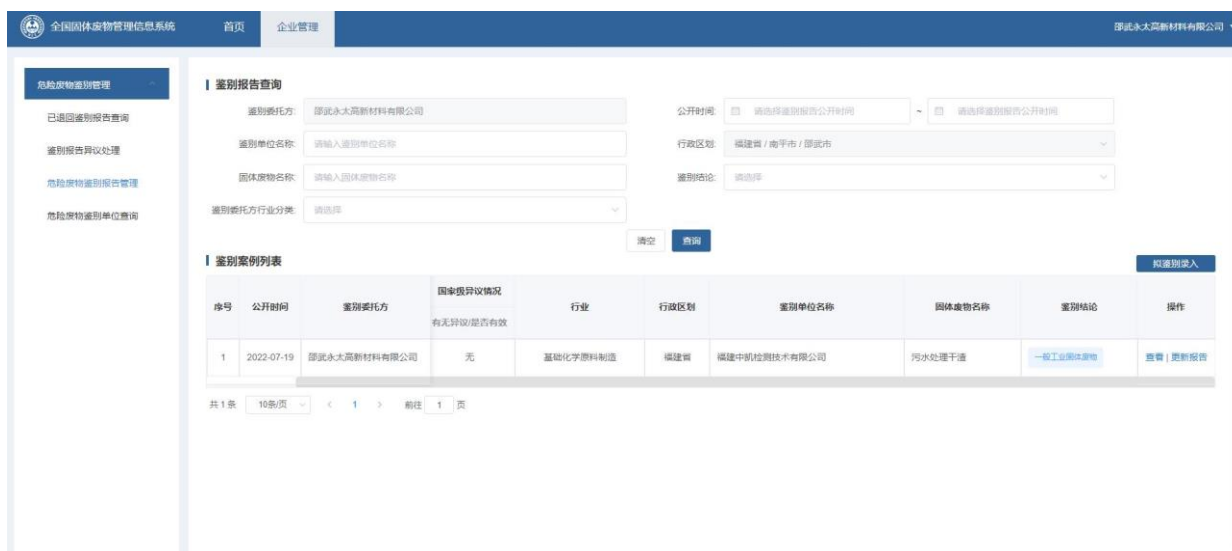 全国固体废物管理信息系统
首页
企业管理
邵武永太高新材料有限公司
危险废物鉴别管理
已退回鉴别报告查询
鉴别报告异议处理
危险废物鉴别报告管理
危险废物鉴别单位查询
鉴别报告查询
鉴别委托方: 邵武永太高新材料有限公司
公开时间: 请选择鉴别报告公开时间 ~ 请选择鉴别报告公开时间
鉴别单位名称: 请输入鉴别单位名称
行政区划: 福建省 / 南平市 / 邵武市
固体废物名称: 请输入固体废物名称
鉴别结论: 请选择
鉴别委托方行业分类: 请选择
清空 查询
鉴别案例列表
拟鉴别录入
序号 公开时间 鉴别委托方 国家级异议情况 行业 行政区划 鉴别单位名称 固体废物名称 鉴别结论 操作
有无异议/是否有效
1 2022-07-19 邵武永太高新材料有限公司 无 基础化学原料制造 福建省 福建中凯检测技术有限公司 污水处理干渣 一般工业固体废物 查看 | 更新报告
共 1 条 10条/页 < 1 > 前往 1 页